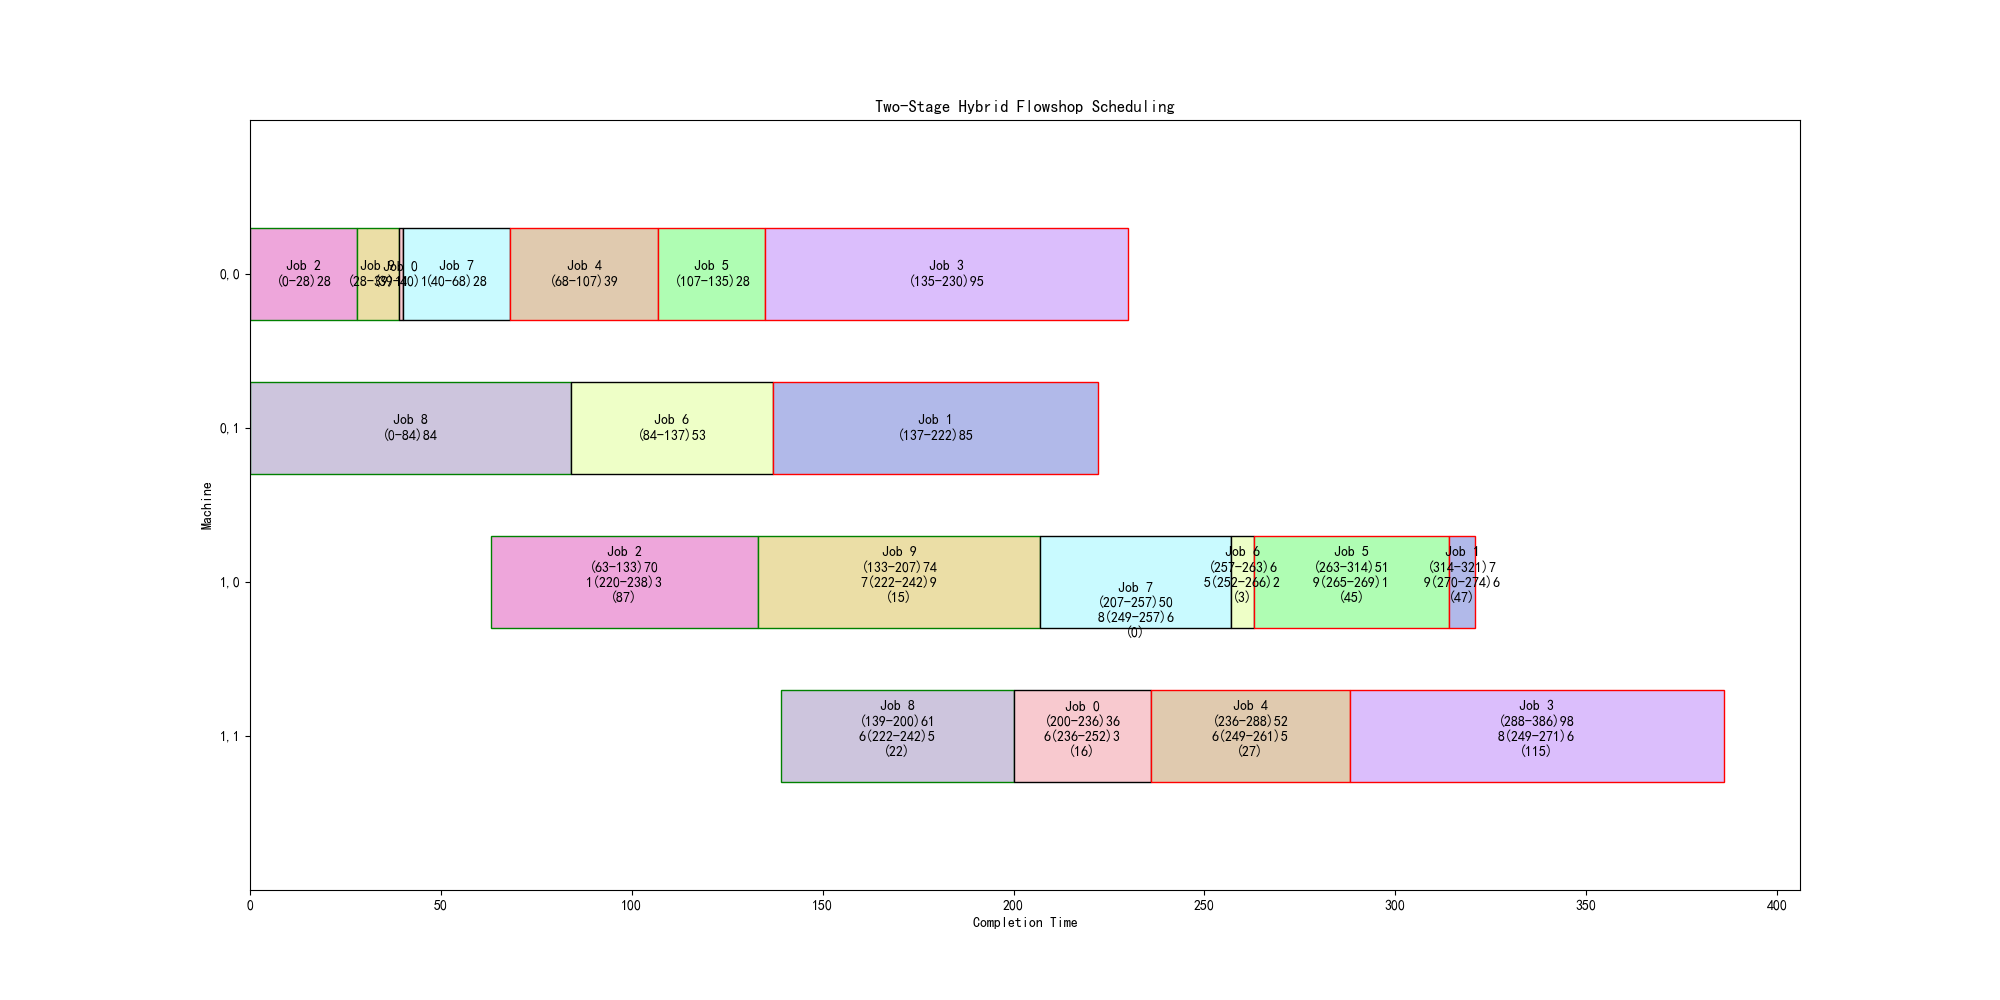 Two-Stage Hybrid Flowshop Scheduling
0,0
Job 2
(0-28)28
Job 9
(28-39)11
Job 0
(39-40)1
Job 7
(40-68)28
Job 4
(68-107)39
Job 5
(107-135)28
Job 3
(135-230)95
0,1
Job 8
(0-84)84
Job 6
(84-137)53
Job 1
(137-222)85
Machine
1,0
Job 2
(63-133)70
1(220-238)3
(87)
Job 9
(133-207)74
7(222-242)9
(15)
Job 7
(207-257)50
8(249-257)6
(0)
Job 6
(257-263)6
5(252-266)2
(3)
Job 5
(263-314)51
9(265-269)1
(45)
Job 1
(314-321)7
9(270-274)6
(47)
1,1
Job 8
(139-200)61
6(222-242)5
(22)
Job 0
(200-236)36
6(236-252)3
(16)
Job 4
(236-288)52
6(249-261)5
(27)
Job 3
(288-386)98
8(249-271)6
(115)
0
50
100
150
200
250
300
350
400
Completion Time